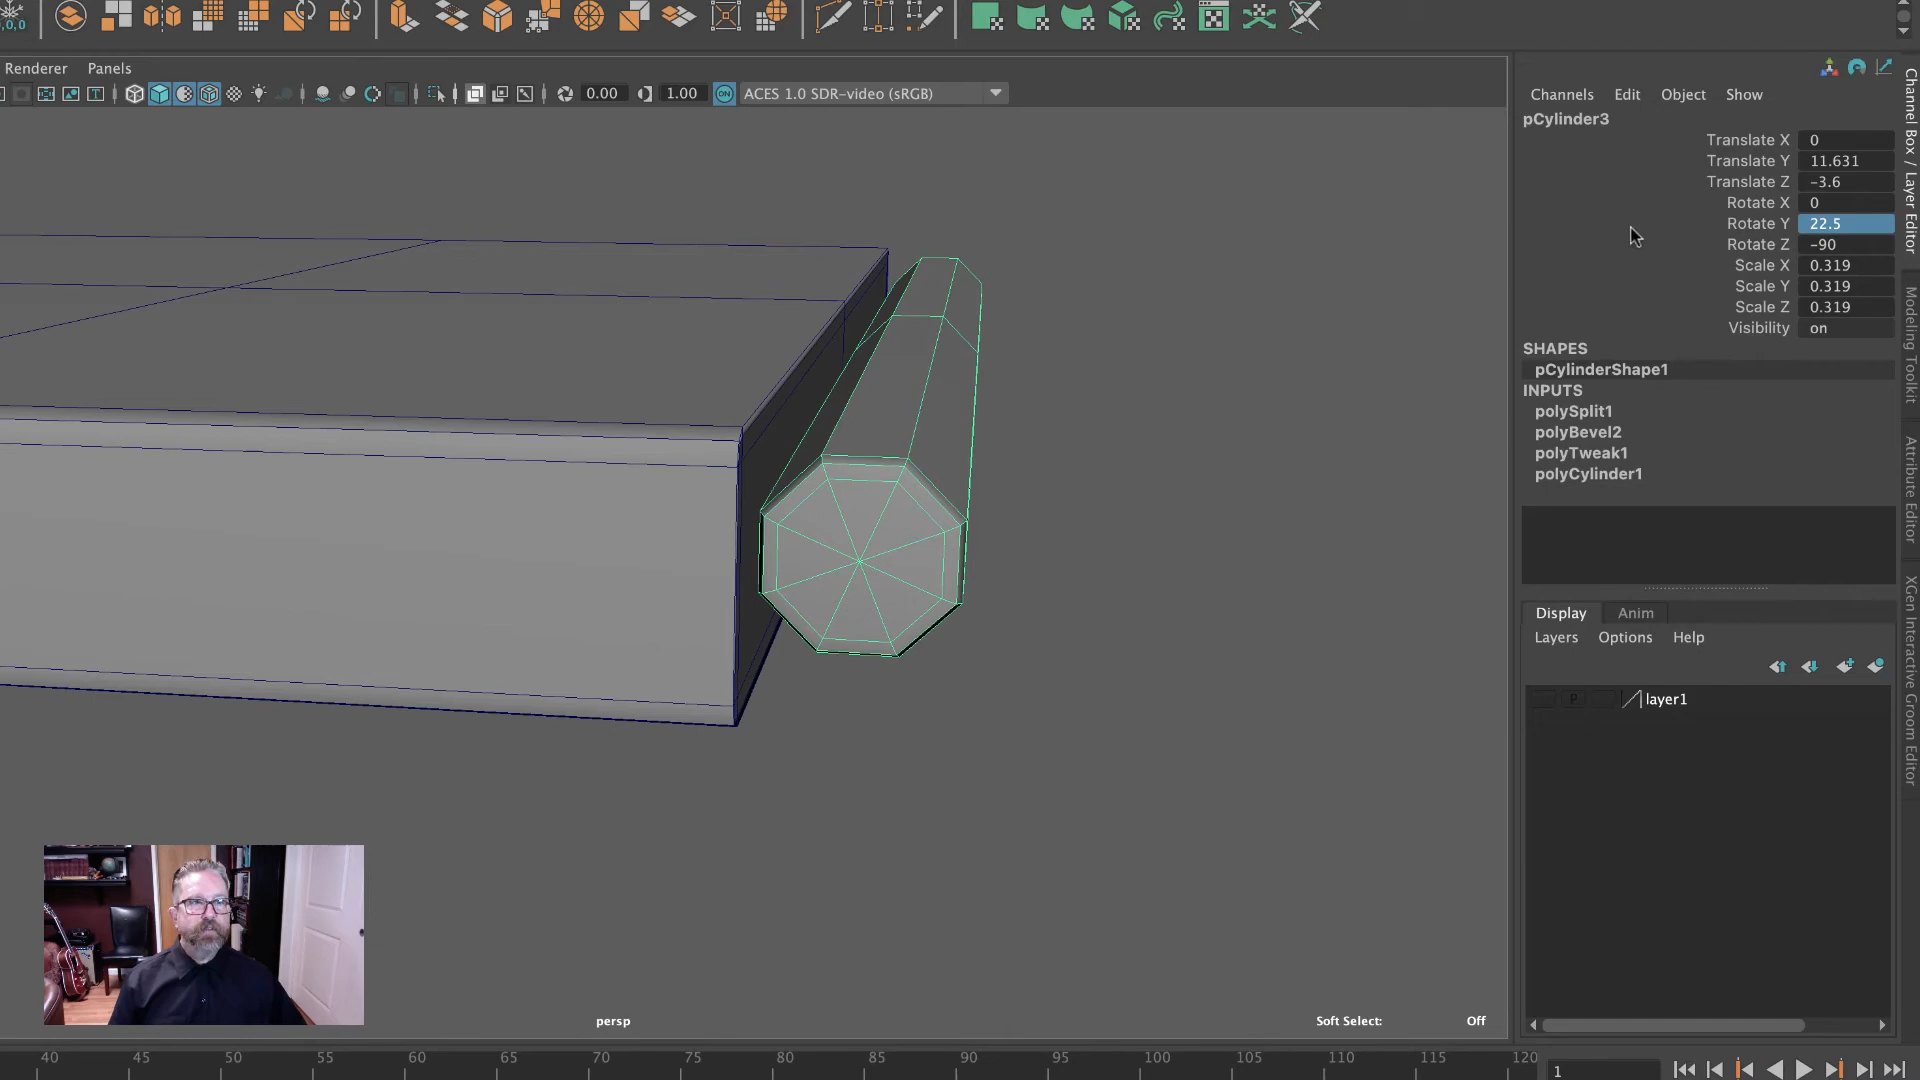 0,0
Renderer Panels
0.00 1.00 ON ACES 1.0 SDR-video (sRGB)
Channels Edit Object Show
pCylinder3
Translate X 0
Translate Y 11.631
Translate Z -3.6
Rotate X 0
Rotate Y 22.5
Rotate Z -90
Scale X 0.319
Scale Y 0.319
Scale Z 0.319
Visibility on
SHAPES
pCylinderShape1
INPUTS
polySplit1
polyBevel2
polyTweak1
polyCylinder1
Display Anim
Layers Options Help
P layer1
Channel Box / Layer Editor
Modeling Toolkit
Attribute Editor
XGen Interactive Groom Editor
persp
Soft Select: Off
40 45 50 55 60 65 70 75 80 85 90 95 100 105 110 115 120
1